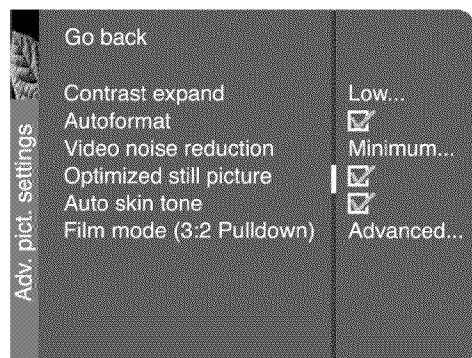 Adv. pict. settings
Go back
Contrast expand Low...
Autoformat
Video noise reduction Minimum...
Optimized still picture
Auto skin tone
Film mode (3:2 Pulldown) Advanced...